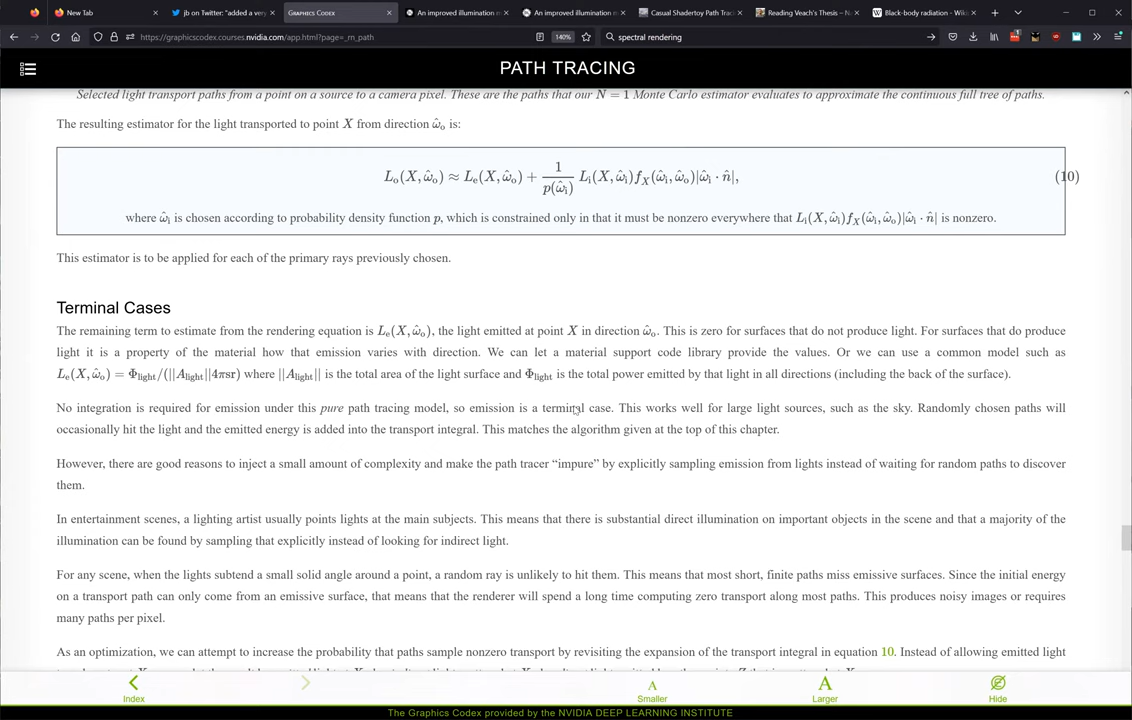 New Tab
jb on Twitter: "added a very
Graphics Codex
An improved illumination m
An improved illumination m
Casual Shadertoy Path Trac
Reading Veach's Thesis – Na
Black-body radiation - Wiki
https://graphicscodex.courses.nvidia.com/app.html?page=_rn_path
140%
spectral rendering
PATH TRACING
Selected light transport paths from a point on a source to a camera pixel. These are the paths that our N = 1 Monte Carlo estimator evaluates to approximate the continuous full tree of paths.
The resulting estimator for the light transported to point X from direction ω̂ₒ is:
Lₒ(X, ω̂ₒ) ≈ Lₑ(X, ω̂ₒ) + 1/p(ω̂ᵢ) Lᵢ(X, ω̂ᵢ) f_X(ω̂ᵢ, ω̂ₒ)|ω̂ᵢ · n̂|, (10)
where ω̂ᵢ is chosen according to probability density function p, which is constrained only in that it must be nonzero everywhere that Lᵢ(X, ω̂ᵢ) f_X(ω̂ᵢ, ω̂ₒ)|ω̂ᵢ · n̂| is nonzero.
This estimator is to be applied for each of the primary rays previously chosen.
Terminal Cases
The remaining term to estimate from the rendering equation is Lₑ(X, ω̂ₒ), the light emitted at point X in direction ω̂ₒ. This is zero for surfaces that do not produce light. For surfaces that do produce
light it is a property of the material how that emission varies with direction. We can let a material support code library provide the values. Or we can use a common model such as
Lₑ(X, ω̂ₒ) = Φ_light/(||A_light||4πsr) where ||A_light|| is the total area of the light surface and Φ_light is the total power emitted by that light in all directions (including the back of the surface).
No integration is required for emission under this pure path tracing model, so emission is a terminal case. This works well for large light sources, such as the sky. Randomly chosen paths will
occasionally hit the light and the emitted energy is added into the transport integral. This matches the algorithm given at the top of this chapter.
However, there are good reasons to inject a small amount of complexity and make the path tracer “impure” by explicitly sampling emission from lights instead of waiting for random paths to discover
them.
In entertainment scenes, a lighting artist usually points lights at the main subjects. This means that there is substantial direct illumination on important objects in the scene and that a majority of the
illumination can be found by sampling that explicitly instead of looking for indirect light.
For any scene, when the lights subtend a small solid angle around a point, a random ray is unlikely to hit them. This means that most short, finite paths miss emissive surfaces. Since the initial energy
on a transport path can only come from an emissive surface, that means that the renderer will spend a long time computing zero transport along most paths. This produces noisy images or requires
many paths per pixel.
As an optimization, we can attempt to increase the probability that paths sample nonzero transport by revisiting the expansion of the transport integral in equation 10. Instead of allowing emitted light
Index
A
Smaller
A
Larger
Hide
The Graphics Codex provided by the NVIDIA DEEP LEARNING INSTITUTE